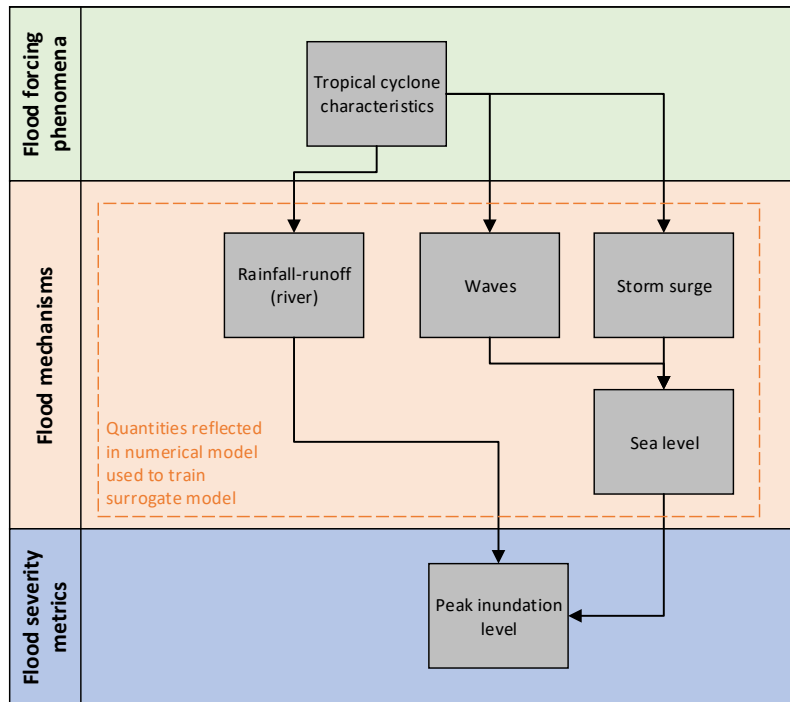 Flood forcing
phenomena
Tropical cyclone
characteristics
Flood mechanisms
Rainfall-runoff
(river)
Waves
Storm surge
Quantities reflected
in numerical model
used to train
surrogate model
Sea level
Flood severity
metrics
Peak inundation
level